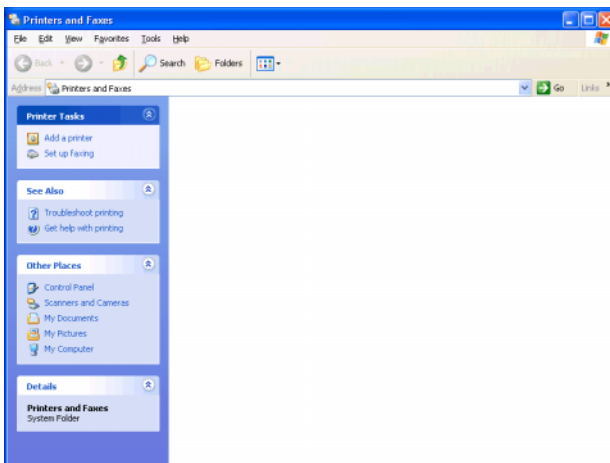 Printers and Faxes
File Edit View Favorites Tools Help
Back Search Folders
Address Printers and Faxes Go Links
Printer Tasks
Add a printer
Set up faxing
See Also
Troubleshoot printing
Get help with printing
Other Places
Control Panel
Scanners and Cameras
My Documents
My Pictures
My Computer
Details
Printers and Faxes
System Folder